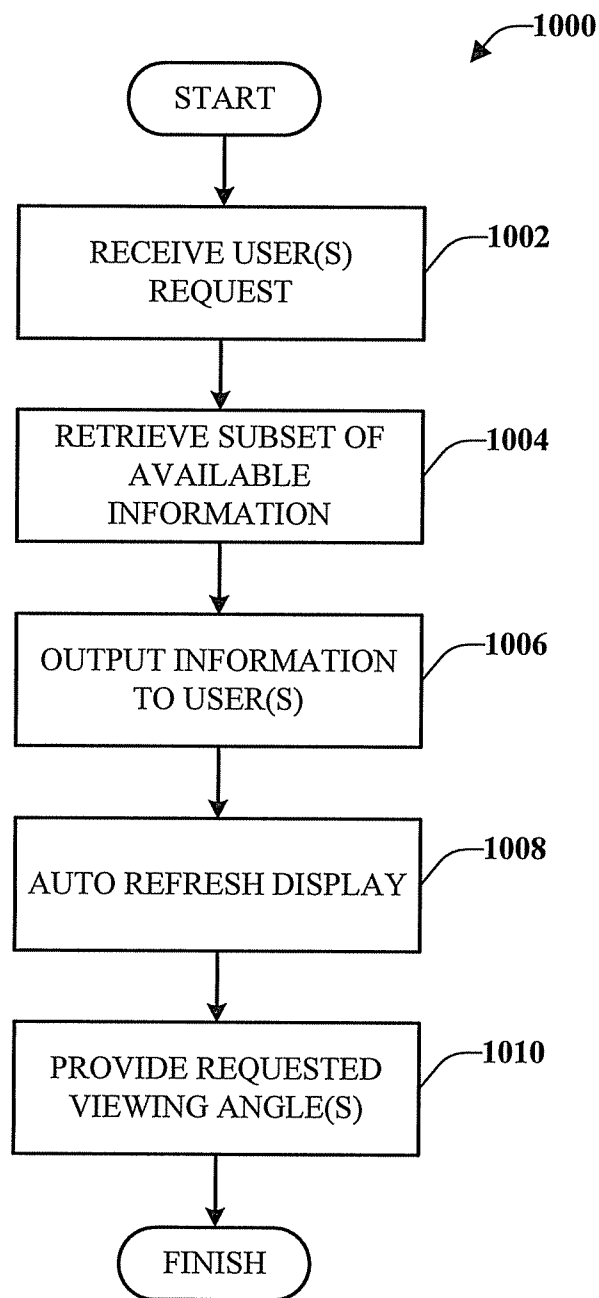 1000
START
RECEIVE USER(S)
REQUEST
1002
RETRIEVE SUBSET OF
AVAILABLE
INFORMATION
1004
OUTPUT INFORMATION
TO USER(S)
1006
AUTO REFRESH DISPLAY
1008
PROVIDE REQUESTED
VIEWING ANGLE(S)
1010
FINISH